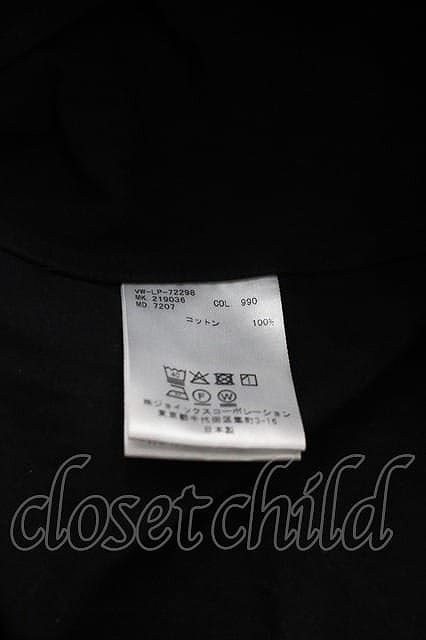 VW-LP-72298
MK. 219036
MD. 7207
COL. 990
コットン 100%
40
F W
株ジョイックスコーポレーション
東京都千代田区隼町3-16
日本製
closetchild